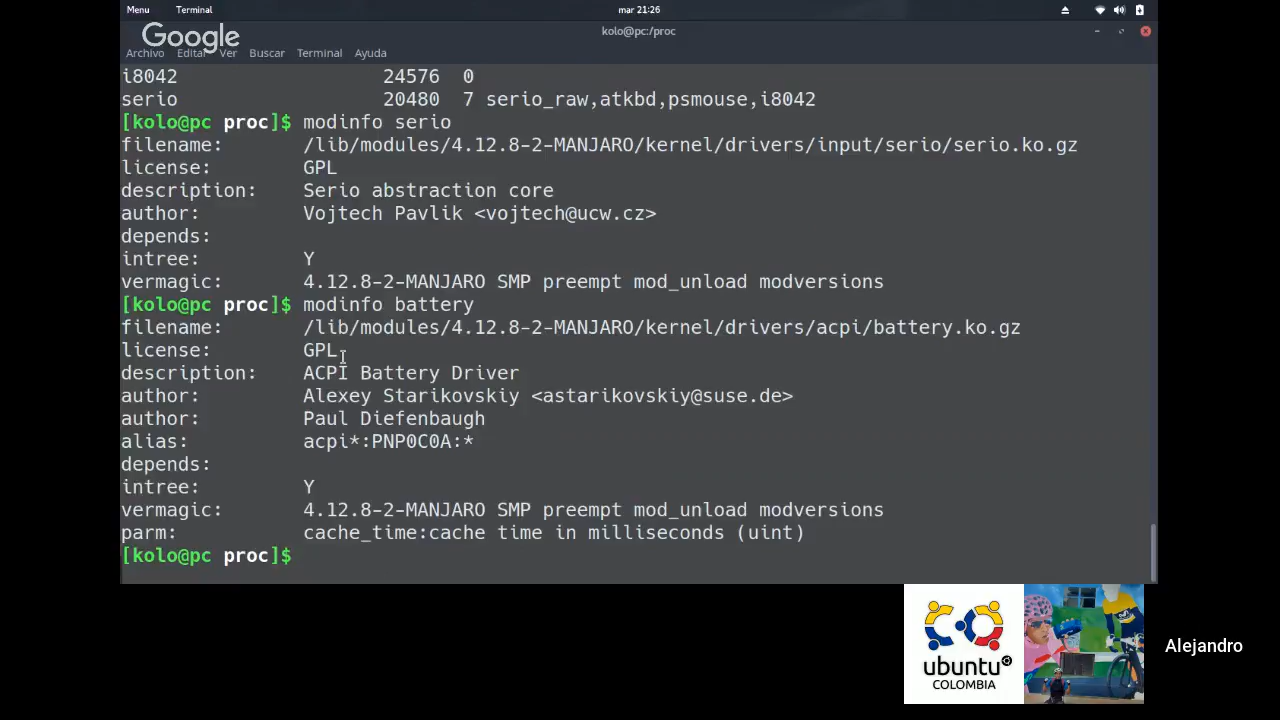 Menu Terminal mar 21:26
Google
kolo@pc:/proc
Archivo Editar Ver Buscar Terminal Ayuda
i8042 24576 0
serio 20480 7 serio_raw,atkbd,psmouse,i8042
[kolo@pc proc]$ modinfo serio
filename: /lib/modules/4.12.8-2-MANJARO/kernel/drivers/input/serio/serio.ko.gz
license: GPL
description: Serio abstraction core
author: Vojtech Pavlik <vojtech@ucw.cz>
depends:
intree: Y
vermagic: 4.12.8-2-MANJARO SMP preempt mod_unload modversions
[kolo@pc proc]$ modinfo battery
filename: /lib/modules/4.12.8-2-MANJARO/kernel/drivers/acpi/battery.ko.gz
license: GPL
description: ACPI Battery Driver
author: Alexey Starikovskiy <astarikovskiy@suse.de>
author: Paul Diefenbaugh
alias: acpi*:PNP0C0A:*
depends:
intree: Y
vermagic: 4.12.8-2-MANJARO SMP preempt mod_unload modversions
parm: cache_time:cache time in milliseconds (uint)
[kolo@pc proc]$
ubuntu
COLOMBIA
Alejandro